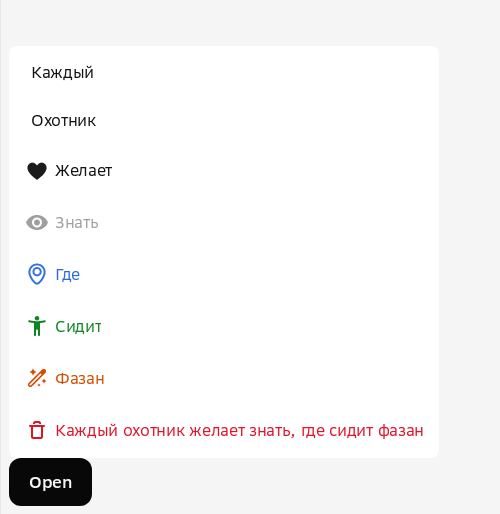 Каждый
Охотник
Желает
Знать
Где
Сидит
Фазан
Каждый охотник желает знать, где сидит фазан
Open